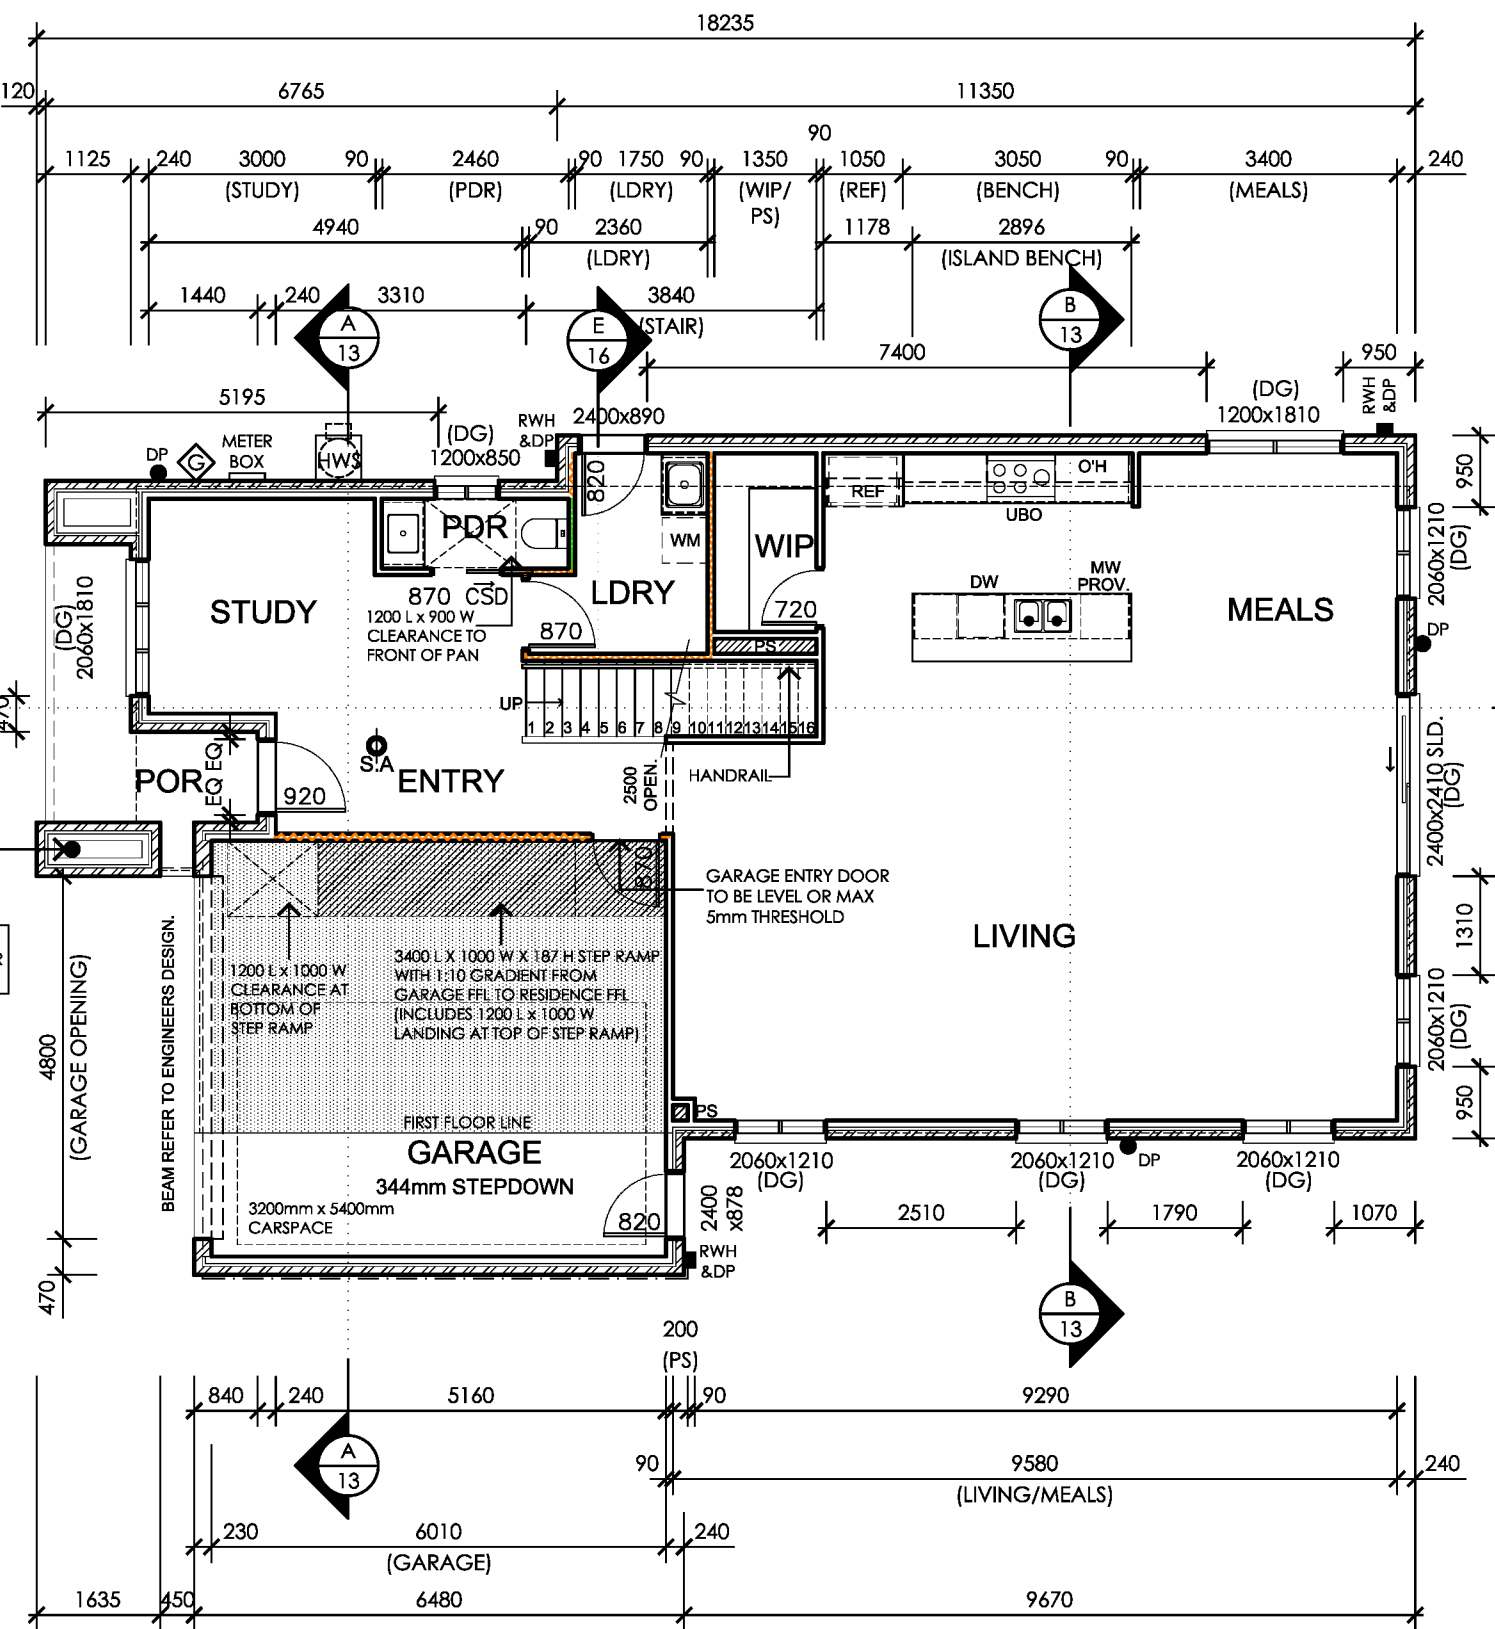 18235
120
6765
11350
90
1125
240
3000
90
2460
90
1750
90
1350
1050
3050
90
3400
240
(STUDY)
(PDR)
(LDRY)
(WIP/
PS)
(REF)
(BENCH)
(MEALS)
4940
90
2360
(LDRY)
1178
2896
(ISLAND BENCH)
1440
240
3310
3840
(STAIR)
A
13
E
16
B
13
7400
950
5195
(DG)
1200x850
RWH
&DP
2400x890
(DG)
1200x1810
RWH
&DP
DP
G
METER
BOX
HWS
820
REF
O'H
UBO
950
PDR
WM
WIP
2060x1210
(DG)
STUDY
870
CSD
LDRY
DW
MW
PROV.
MEALS
(DG)
2060x1810
1200 L x 900 W
CLEARANCE TO
FRONT OF PAN
870
720
PS
DP
470
UP
1 2 3 4 5 6 7 8 9 10 11 12 13 14 15 16
POR
EQ EQ
S.A
ENTRY
920
2500
OPEN.
HANDRAIL
2400x2410 SLD.
(DG)
870
GARAGE ENTRY DOOR
TO BE LEVEL OR MAX
5mm THRESHOLD
LIVING
1310
4800
(GARAGE OPENING)
BEAM REFER TO ENGINEERS DESIGN.
1200 L x 1000 W
CLEARANCE AT
BOTTOM OF
STEP RAMP
3400 L X 1000 W X 187 H STEP RAMP
WITH 1:10 GRADIENT FROM
GARAGE FFL TO RESIDENCE FFL
(INCLUDES 1200 L x 1000 W
LANDING AT TOP OF STEP RAMP)
2060x1210
(DG)
950
FIRST FLOOR LINE
PS
GARAGE
344mm STEPDOWN
2060x1210
(DG)
2060x1210
(DG)
DP
2060x1210
(DG)
3200mm x 5400mm
CARSPACE
820
2400
x878
2510
1790
1070
RWH
&DP
470
B
13
200
(PS)
840
240
5160
90
9290
A
13
90
9580
240
(LIVING/MEALS)
230
6010
240
(GARAGE)
1635
450
6480
9670